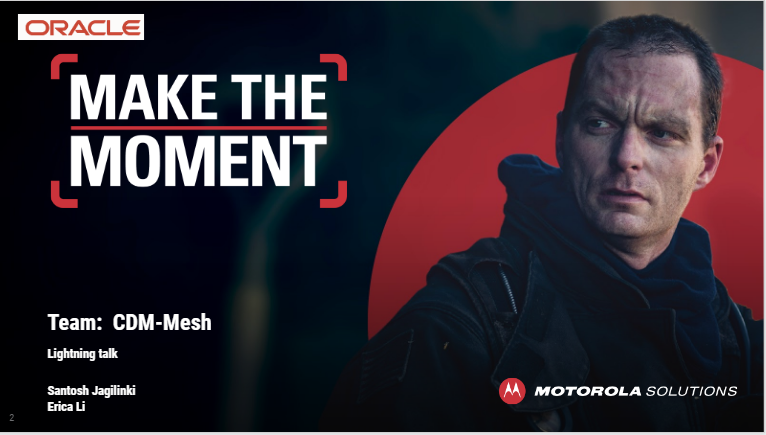 ORACLE
MAKE THE
MOMENT
Team: CDM-Mesh
Lightning talk
Santosh Jagilinki
Erica Li
MOTOROLA SOLUTIONS
2